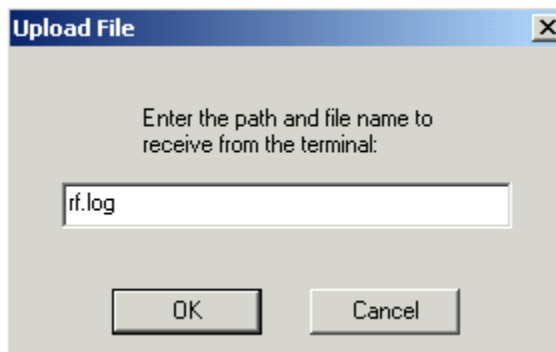 Upload File
Enter the path and file name to
receive from the terminal:
rf.log
OK
Cancel